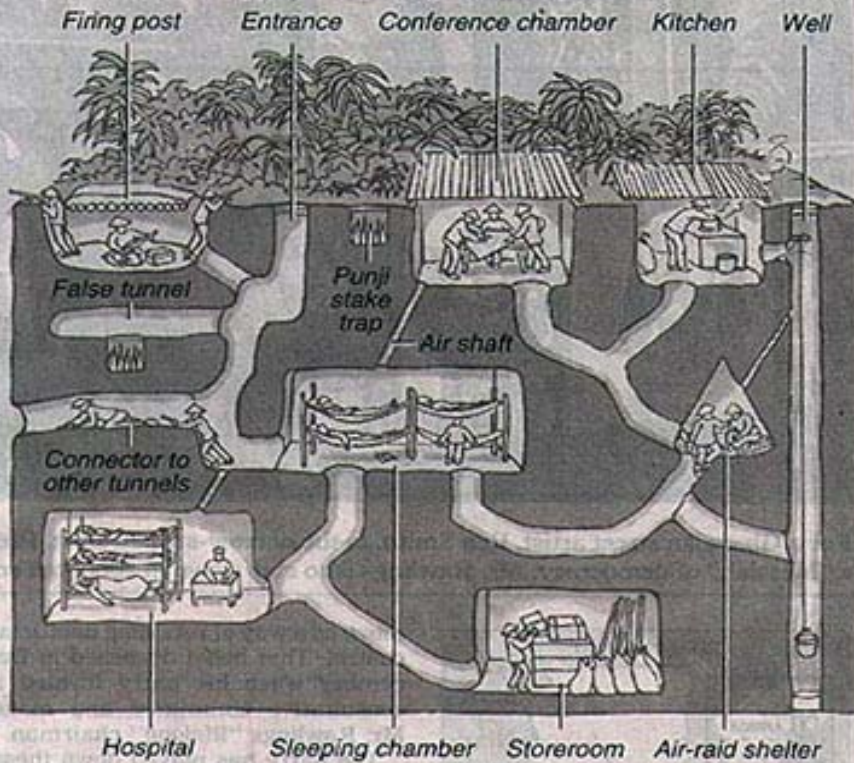 Firing post
Entrance
Conference chamber
Kitchen
Well
False tunnel
Punji
stake
trap
Air shaft
Connector to
other tunnels
Hospital
Sleeping chamber
Storeroom
Air-raid shelter